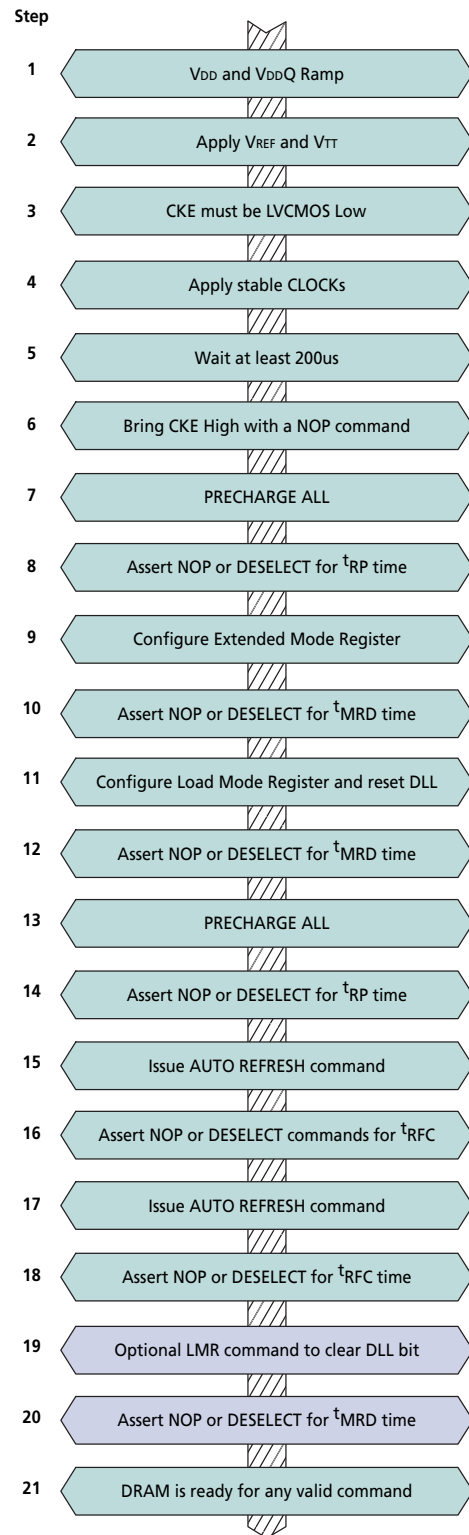 Step
1 VDD and VDDQ Ramp
2 Apply VREF and VTT
3 CKE must be LVCMOS Low
4 Apply stable CLOCKs
5 Wait at least 200us
6 Bring CKE High with a NOP command
7 PRECHARGE ALL
8 Assert NOP or DESELECT for tRP time
9 Configure Extended Mode Register
10 Assert NOP or DESELECT for tMRD time
11 Configure Load Mode Register and reset DLL
12 Assert NOP or DESELECT for tMRD time
13 PRECHARGE ALL
14 Assert NOP or DESELECT for tRP time
15 Issue AUTO REFRESH command
16 Assert NOP or DESELECT commands for tRFC
17 Issue AUTO REFRESH command
18 Assert NOP or DESELECT for tRFC time
19 Optional LMR command to clear DLL bit
20 Assert NOP or DESELECT for tMRD time
21 DRAM is ready for any valid command